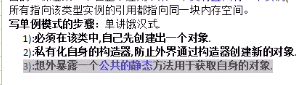 所有指向该类型实例的引用都指向同一块内存空间。
写单例模式的步骤：单讲饿汉式.
1):必须在该类中,自己先创建出一个对象.
2):私有化自身的构造器,防止外界通过构造器创建新的对象.
3):想外暴露一个公共的静态方法用于获取自身的对象.